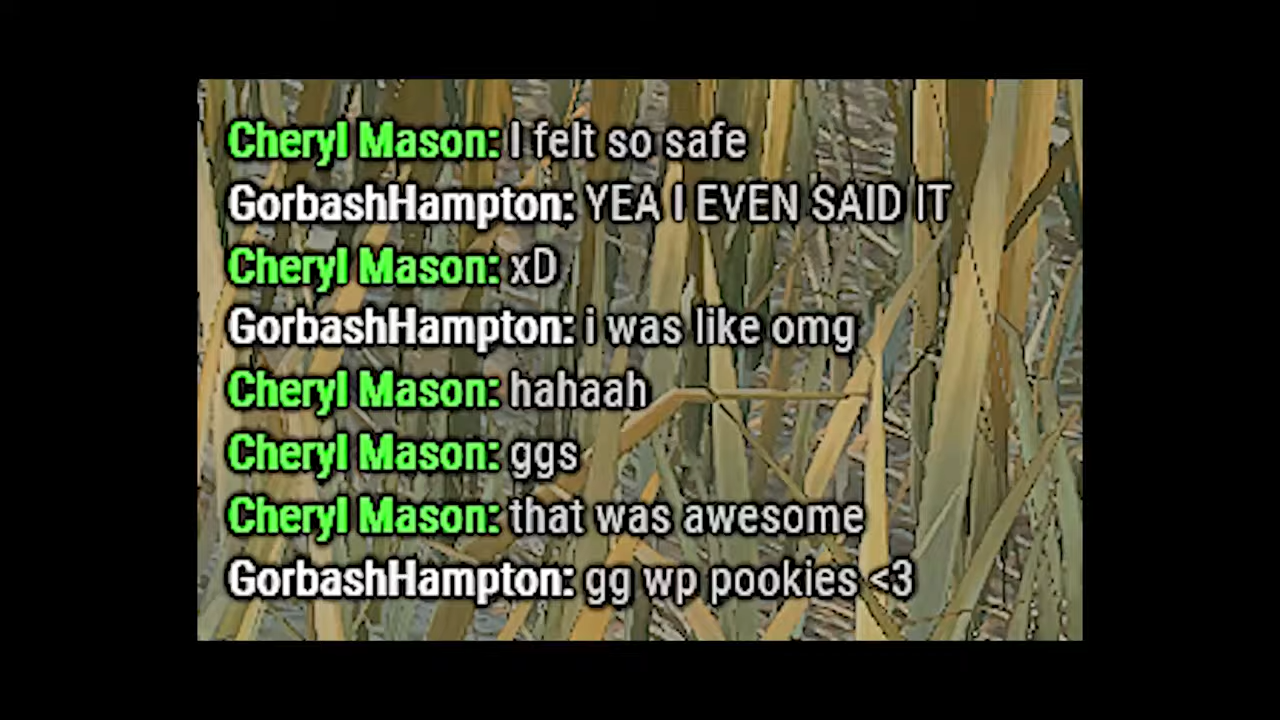 Cheryl Mason: I felt so safe
GorbashHampton: YEA I EVEN SAID IT
Cheryl Mason: xD
GorbashHampton: i was like omg
Cheryl Mason: hahaah
Cheryl Mason: ggs
Cheryl Mason: that was awesome
GorbashHampton: gg wp pookies <3